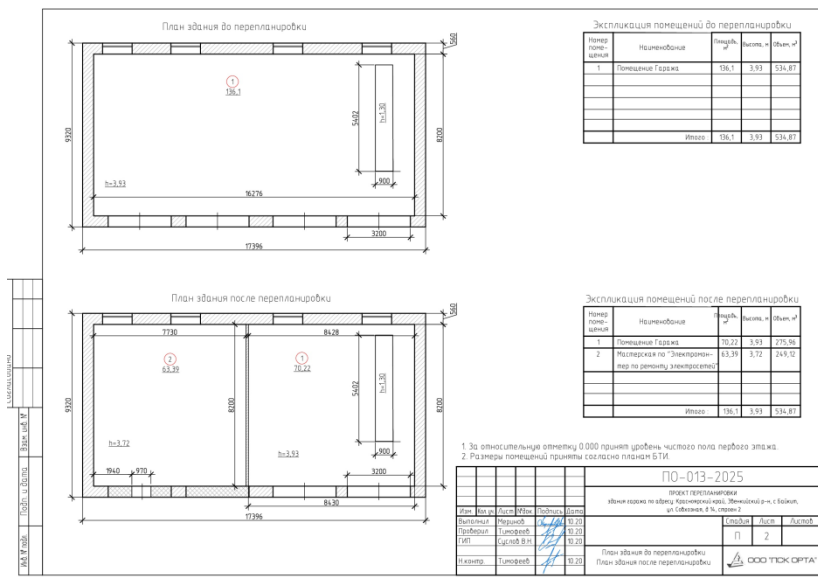 План здания до перепланировки
560
1
136,1
h=1,30
5402
9320
8200
900
h=3,93
16276
3200
17396
Экспликация помещений до перепланировки
Номер поме-щения Наименование Площадь, м² Высота, м Объем, м³
1 Помещение Гаража 136,1 3,93 534,87
Итого : 136,1 3,93 534,87
План здания после перепланировки
560
7730 8428
2
63,39
1
70,22
h=1,30
5402
9320
8200
8200
900
h=3,72
h=3,93
1940 970
3200
8430
17396
Экспликация помещений после перепланировки
Номер поме-щения Наименование Площадь, м² Высота, м Объем, м³
1 Помещение Гаража 70,22 3,93 275,96
2 Мастерская по "Электромон-тер по ремонту электросетей" 63,39 3,72 249,12
Итого : 136,1 3,93 534,87
1. За относительную отметку 0.000 принят уровень чистого пола первого этажа.
2. Размеры помещений приняты согласно планам БТИ.
ПО-013-2025
ПРОЕКТ ПЕРЕПЛАНИРОВКИ
здания гаража по адресу: Красноярский край, Эвенкийский р-н, с Байкит,
ул. Совхозная, д 14, строен 2
Изм. Кол.уч Лист №док Подпись Дата
Выполнил Меринов 10.20
Проверил Тимофеев 10.20
ГИП Суслов В.Н. 10.20
Н.контр. Тимофеев 10.20
Стадия Лист Листов
П 2
План здания до перепланировки
План здания после перепланировки
ООО "ПСК ОРТА"
Взам. инв. №
Подп. и дата
Инв. № подл.